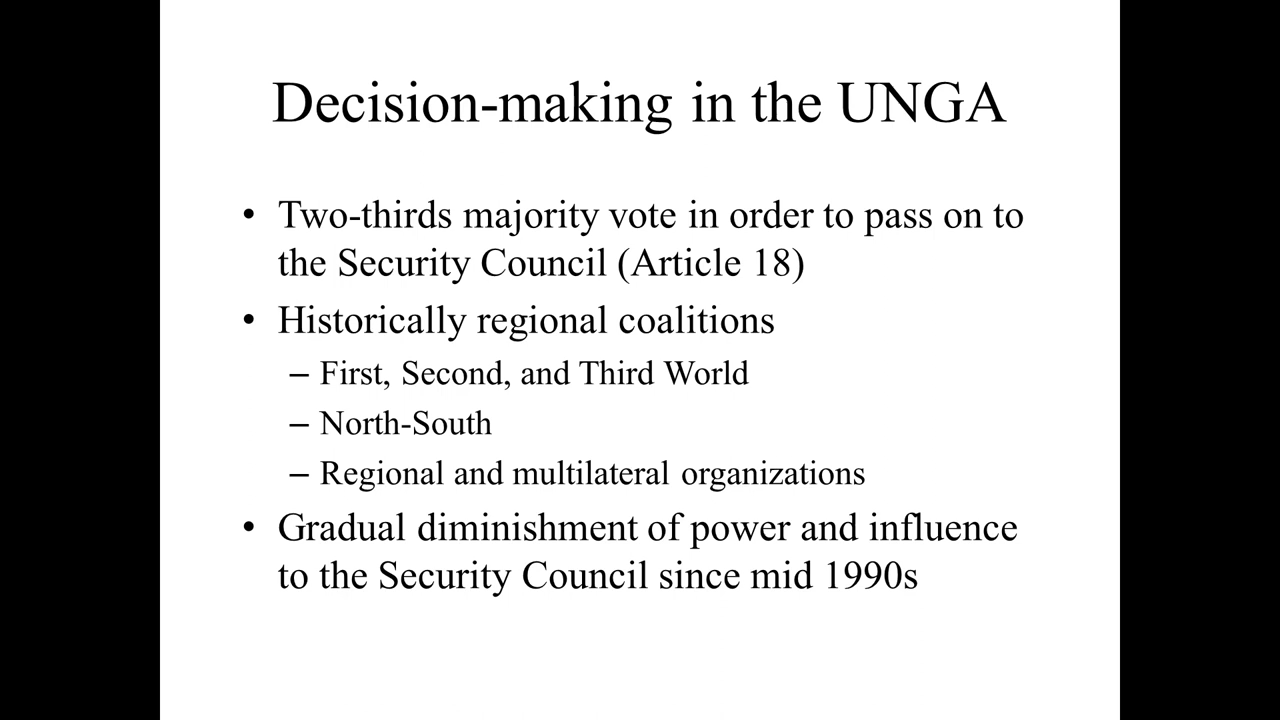 Decision-making in the UNGA
• Two-thirds majority vote in order to pass on to
the Security Council (Article 18)
• Historically regional coalitions
– First, Second, and Third World
– North-South
– Regional and multilateral organizations
• Gradual diminishment of power and influence
to the Security Council since mid 1990s